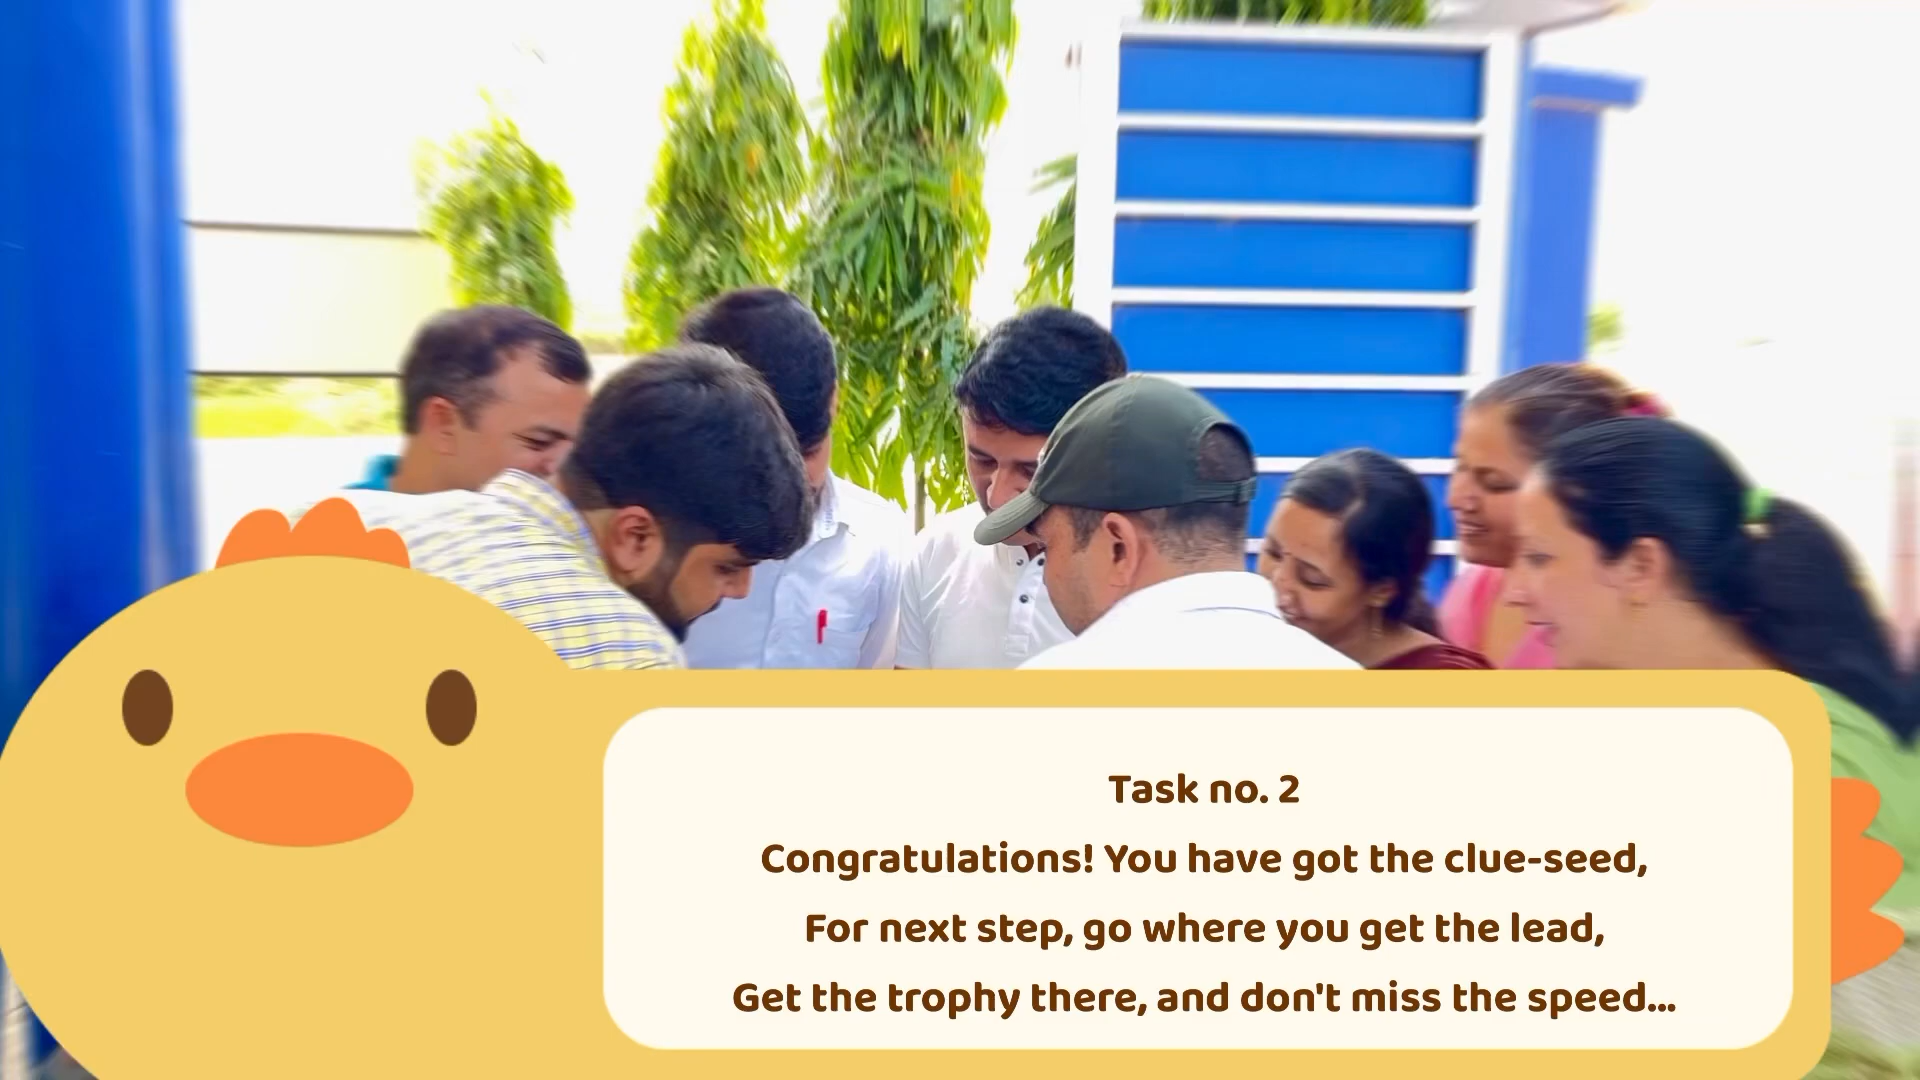 Task no. 2
Congratulations! You have got the clue-seed,
For next step, go where you get the lead,
Get the trophy there, and don't miss the speed...